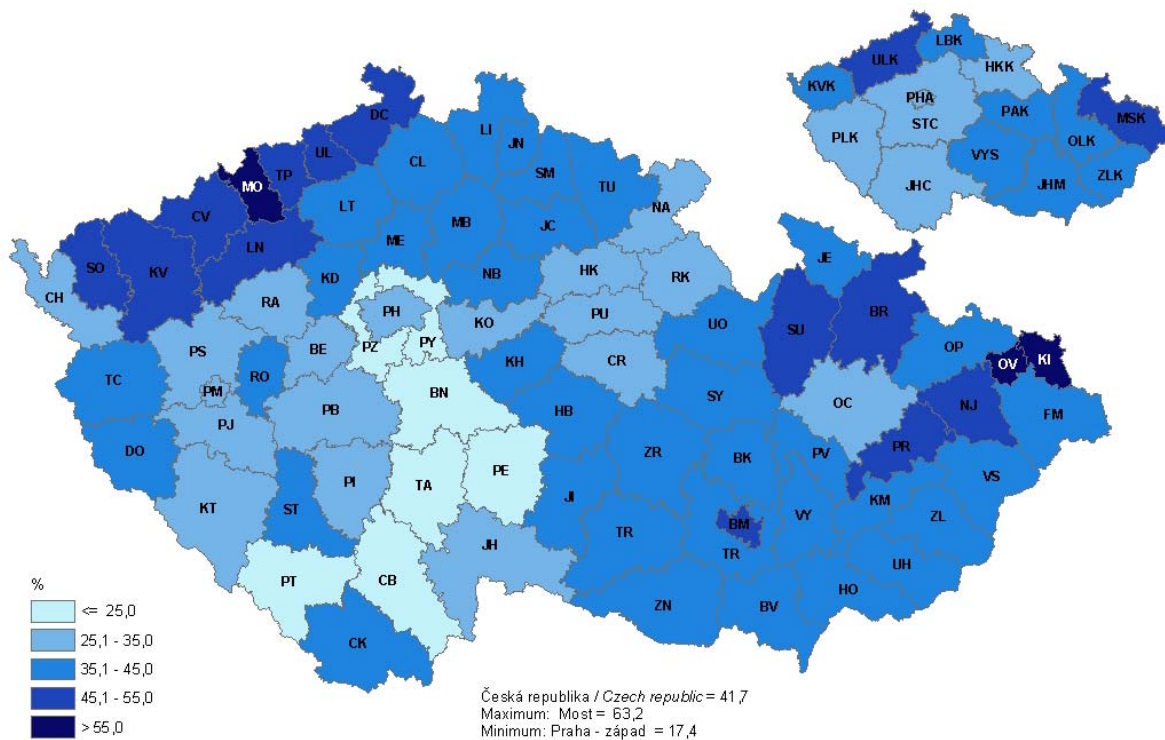 LBK
ULK
HKK
KVK
PHA
PAK
MSK
STC
OLK
PLK
VYS
ZLK
JHM
JHC
DC
LI
JN
UL
CL
SM
TP
MO
TU
LT
CV
NA
MB
JC
ME
LN
SO
KV
NB
JE
KD
HK
RK
CH
RA
BR
PH
KO
PU
UO
SU
PS
BE
PZ
PY
OP
KI
OV
TC
RO
KH
CR
PM
BN
OC
PB
SY
NJ
FM
HB
PJ
DO
PR
ZR
BK
PV
VS
PE
TA
PI
KT
ST
JI
KM
ZL
BM
VY
TR
JH
TR
UH
PT
CB
HO
ZN
BV
CK
%
<= 25,0
25,1 - 35,0
35,1 - 45,0
45,1 - 55,0
> 55,0
Česká republika / Czech republic = 41,7
Maximum: Most = 63,2
Minimum: Praha - západ = 17,4